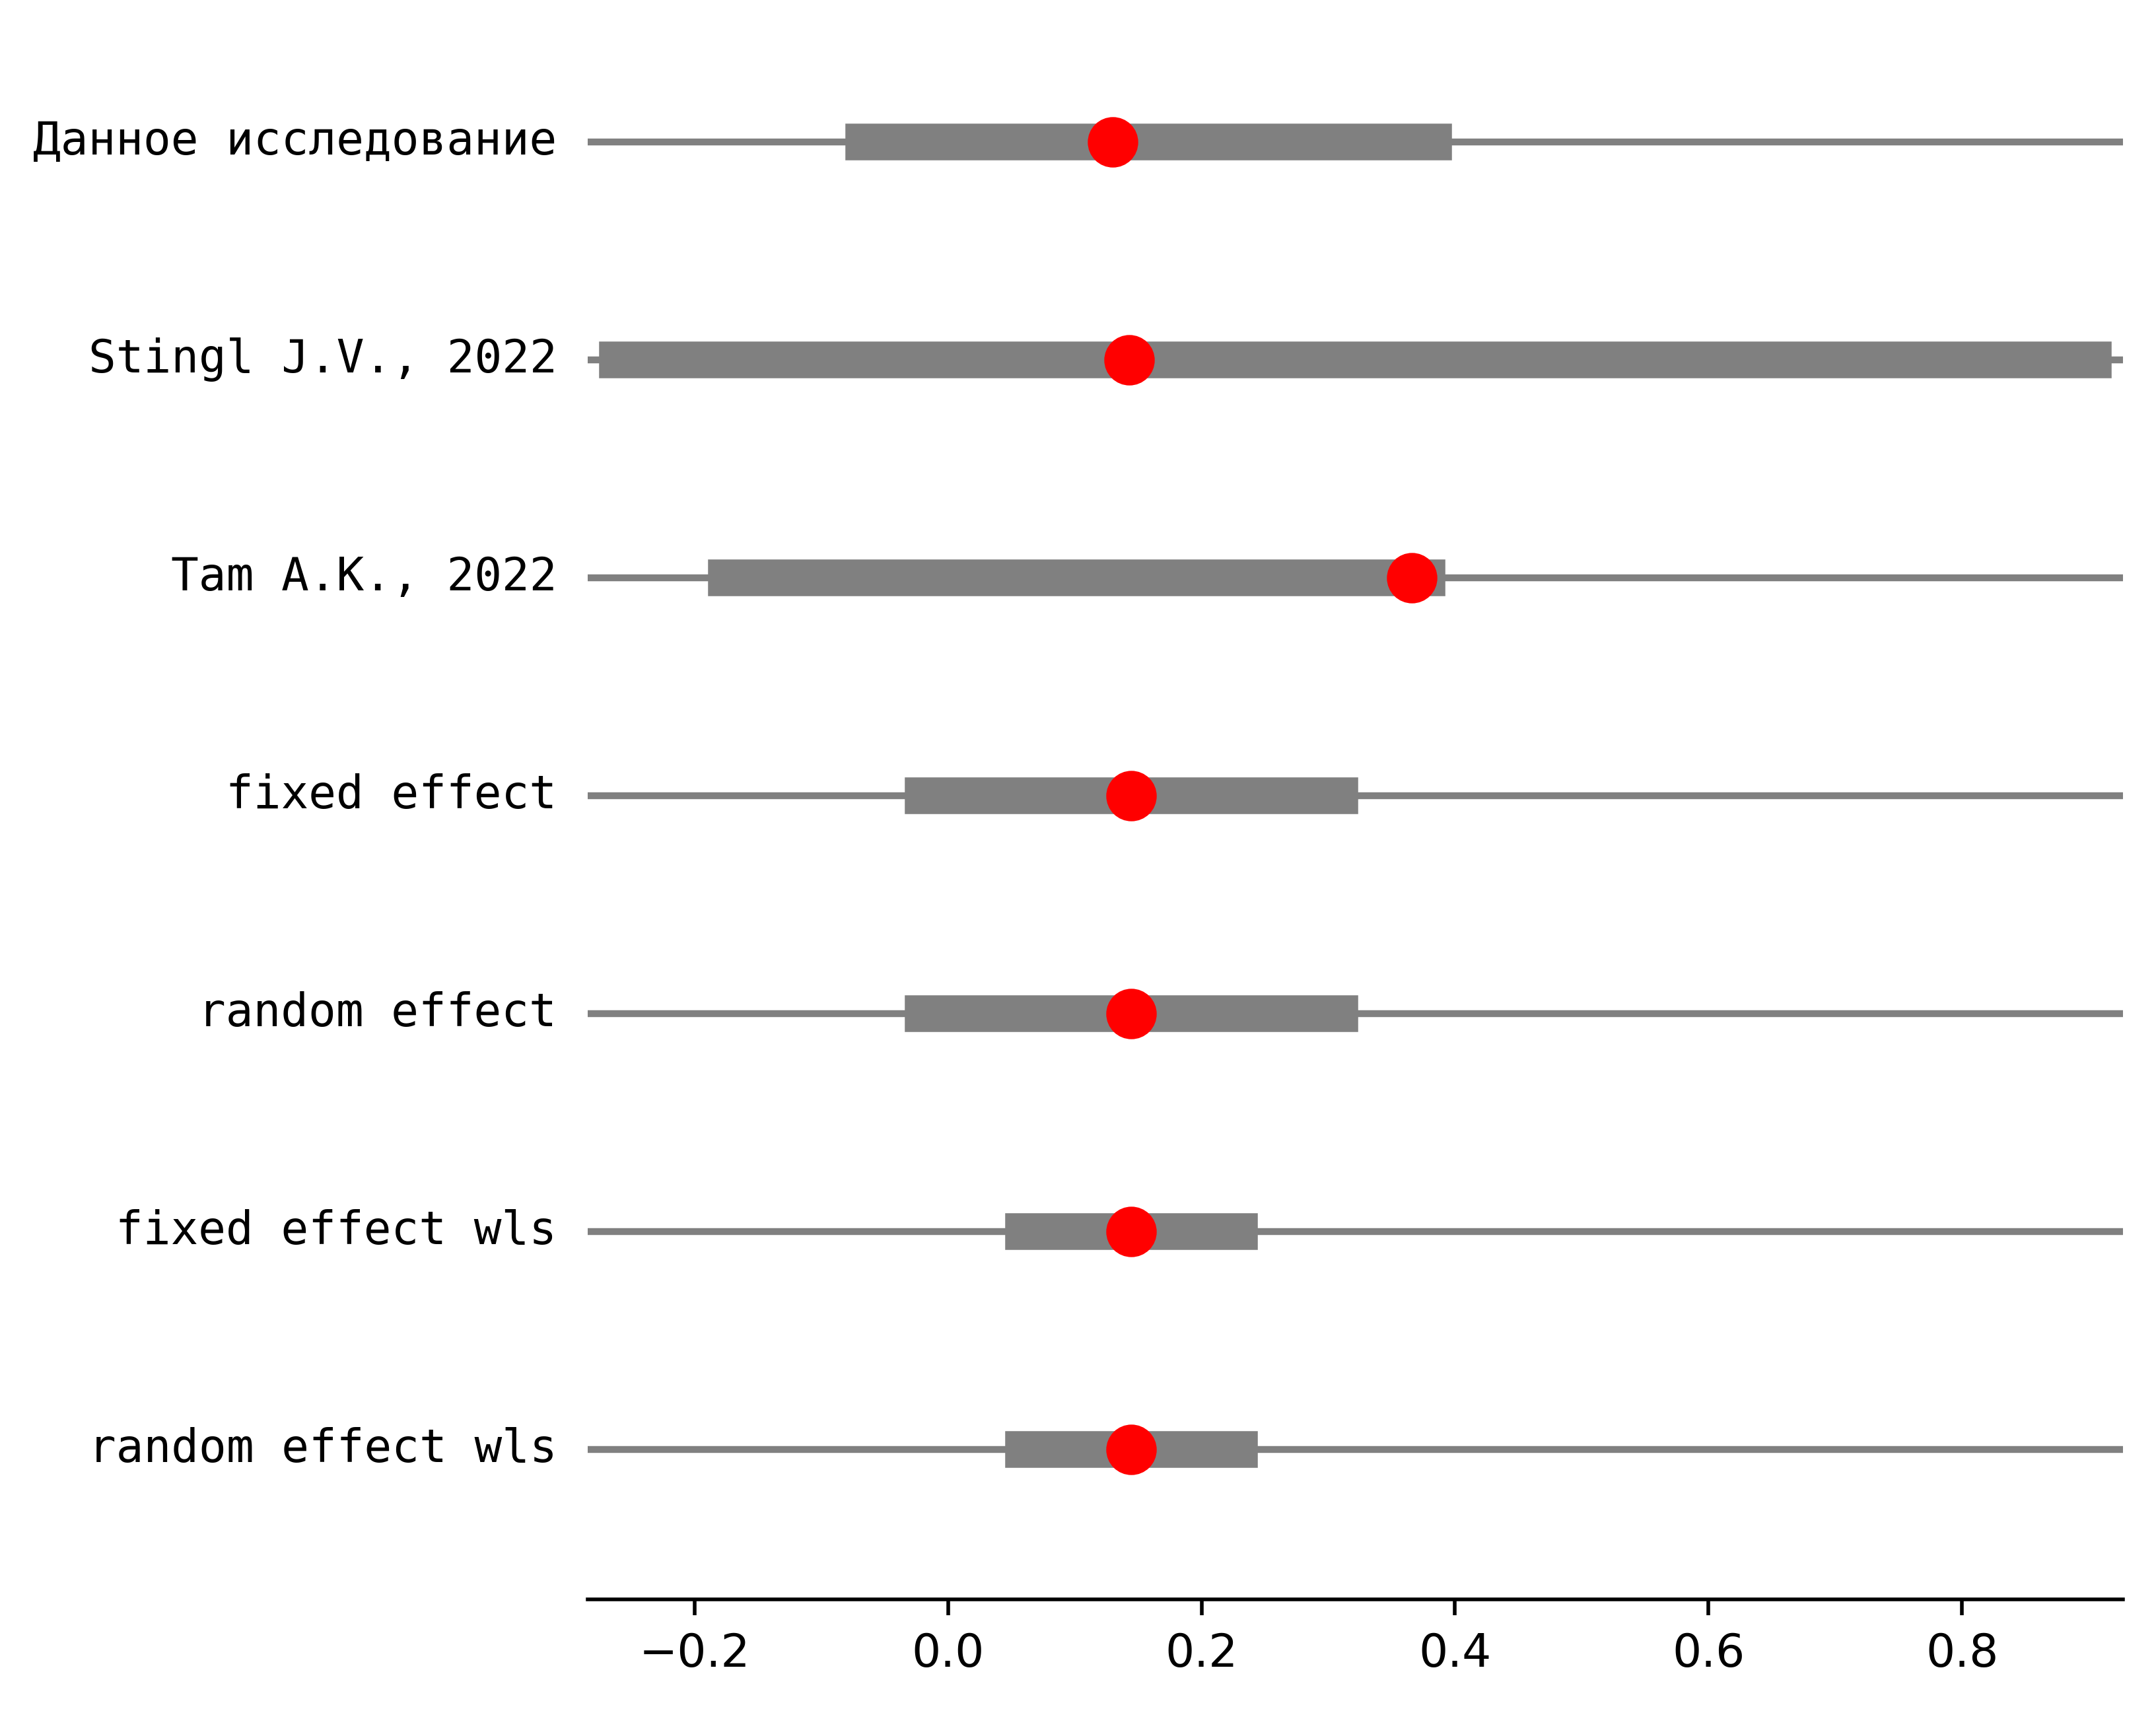 Данное исследование
Stingl J.V., 2022
Tam A.K., 2022
fixed effect
random effect
fixed effect wls
random effect wls
−0.2 0.0 0.2 0.4 0.6 0.8